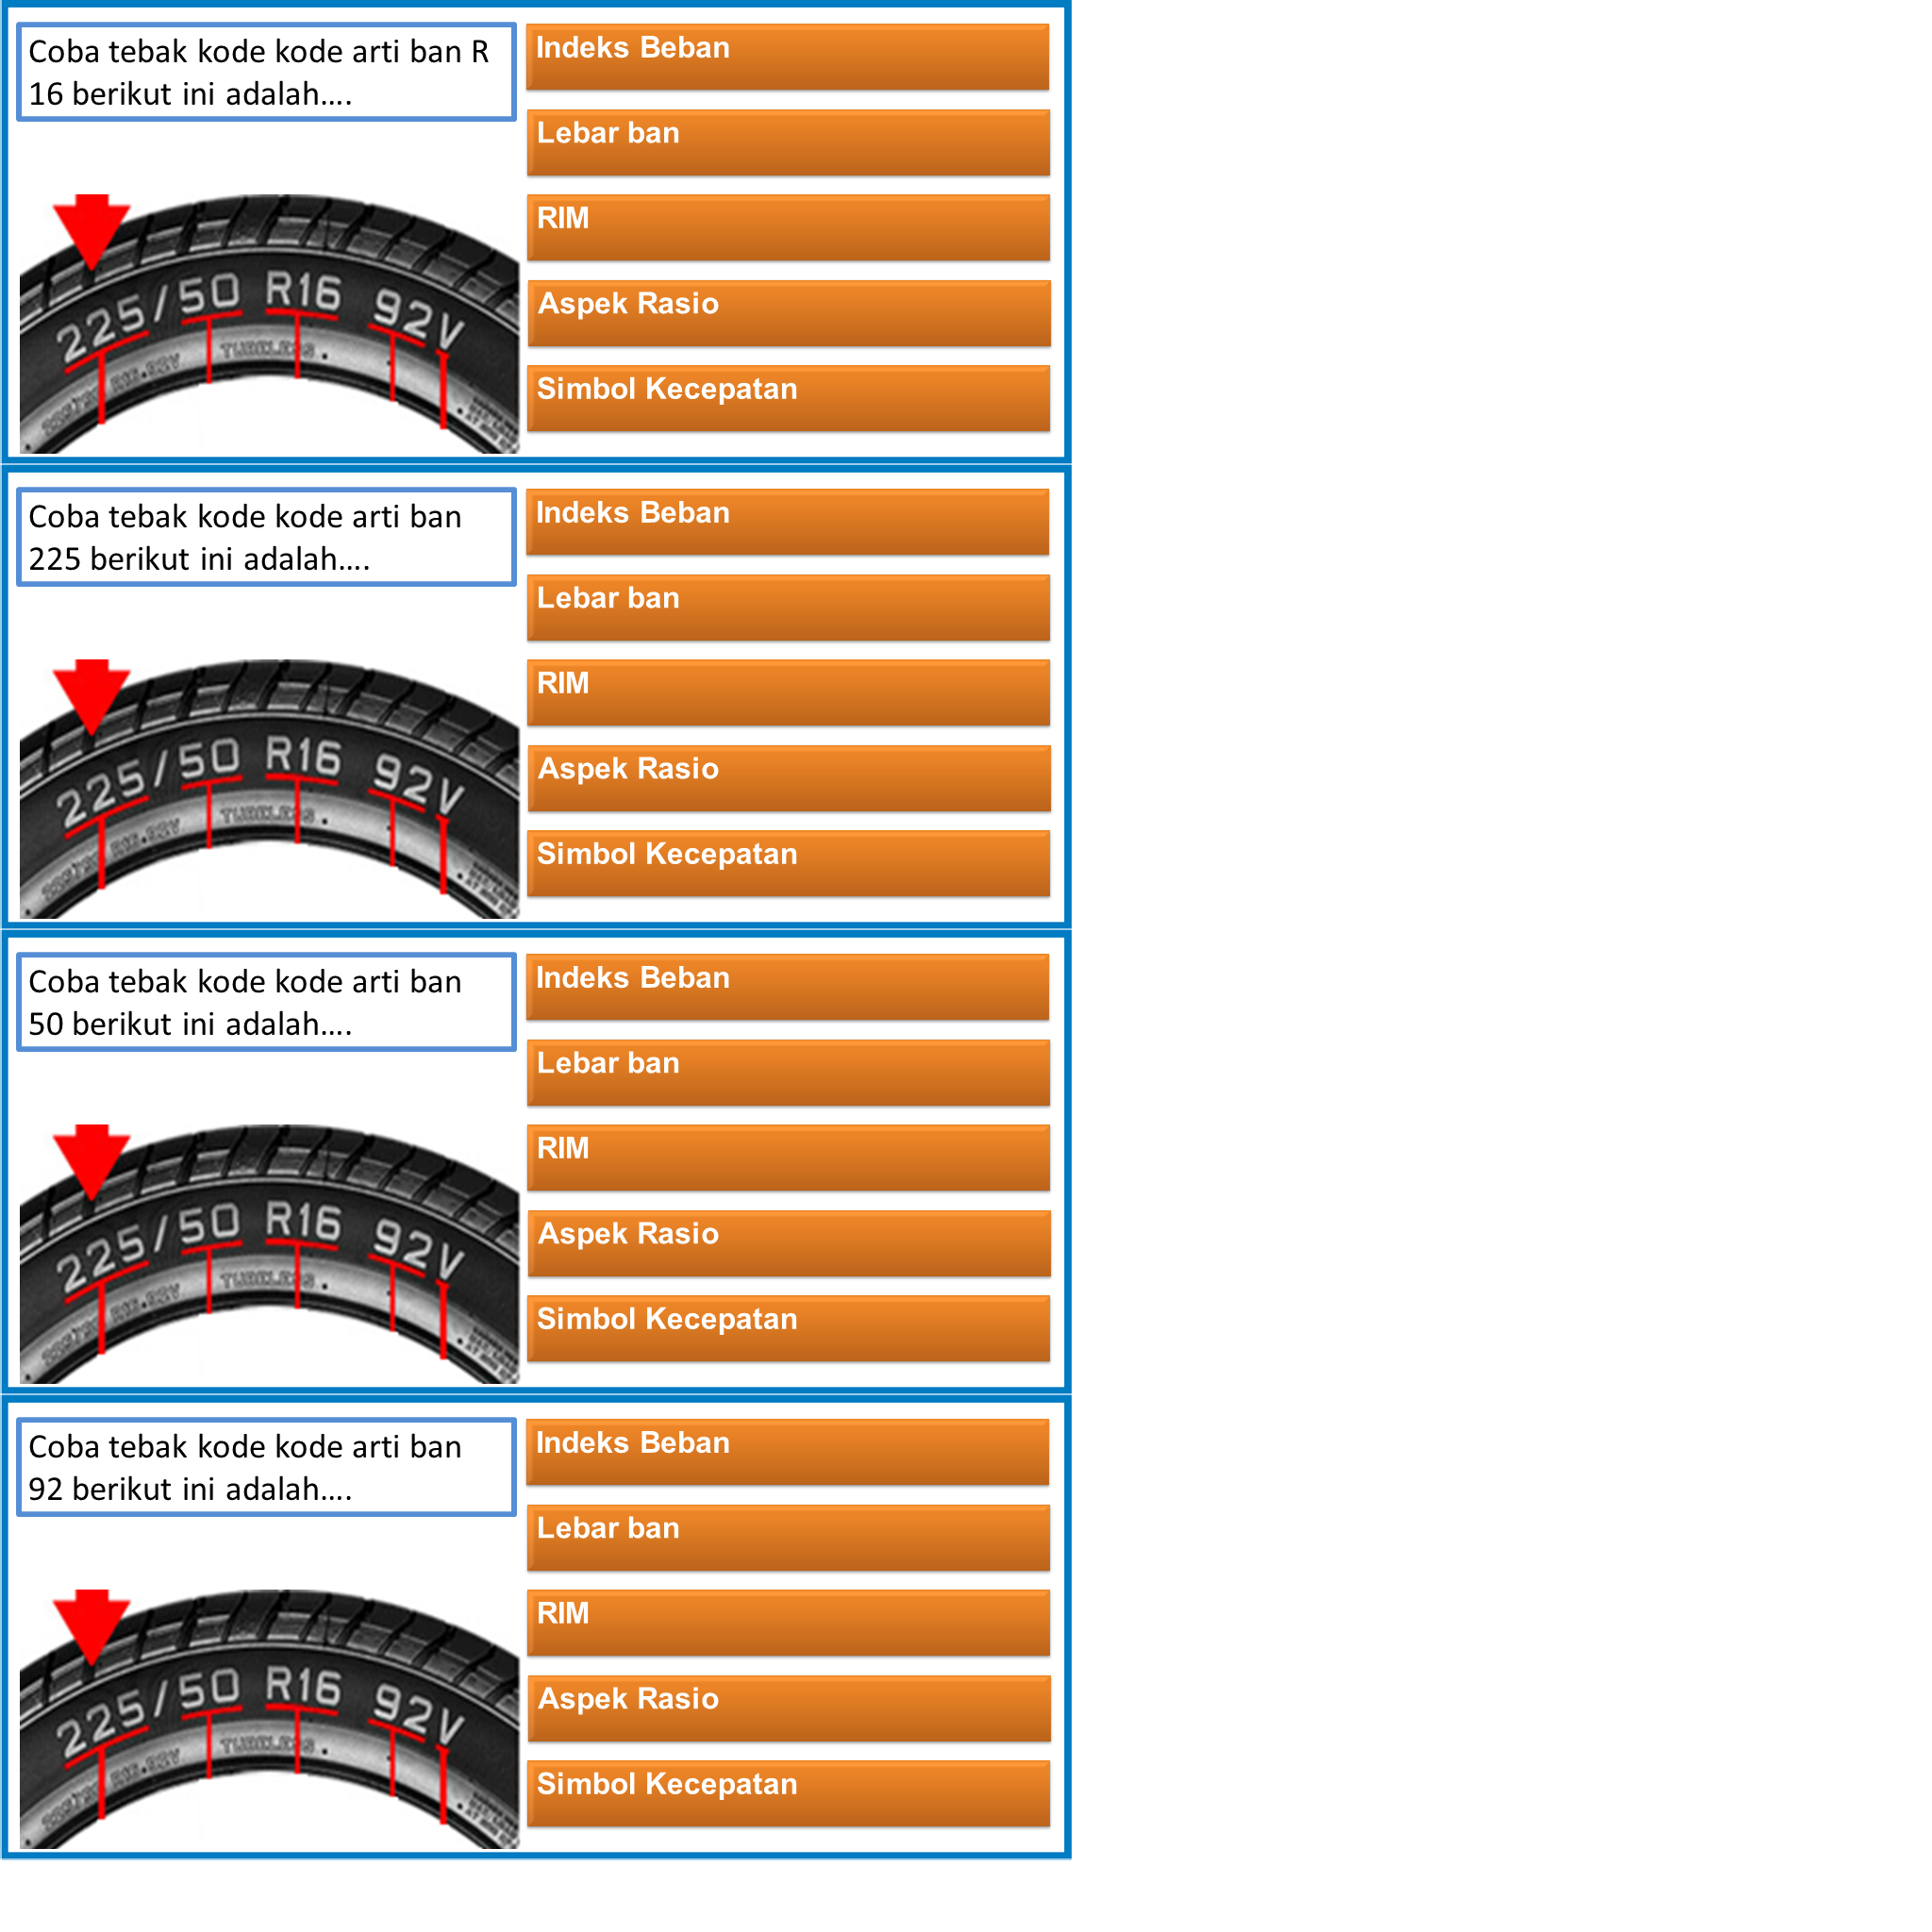 Coba tebak kode kode arti ban R
16 berikut ini adalah....
Indeks Beban
Lebar ban
RIM
Aspek Rasio
Simbol Kecepatan
225/50 R16 92V
TUBELESS
Coba tebak kode kode arti ban
225 berikut ini adalah....
Indeks Beban
Lebar ban
RIM
Aspek Rasio
Simbol Kecepatan
225/50 R16 92V
TUBELESS
Coba tebak kode kode arti ban
50 berikut ini adalah....
Indeks Beban
Lebar ban
RIM
Aspek Rasio
Simbol Kecepatan
225/50 R16 92V
TUBELESS
Coba tebak kode kode arti ban
92 berikut ini adalah....
Indeks Beban
Lebar ban
RIM
Aspek Rasio
Simbol Kecepatan
225/50 R16 92V
TUBELESS